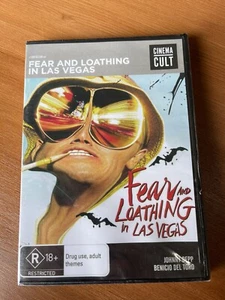 FEAR AND LOATHING
IN LAS VEGAS
CINEMA
CULT
Fear AND
LOATHING
in LAS VEGAS
JOHNNY DEPP
BENICIO DEL TORO
R 18+
RESTRICTED
Drug use, adult
themes